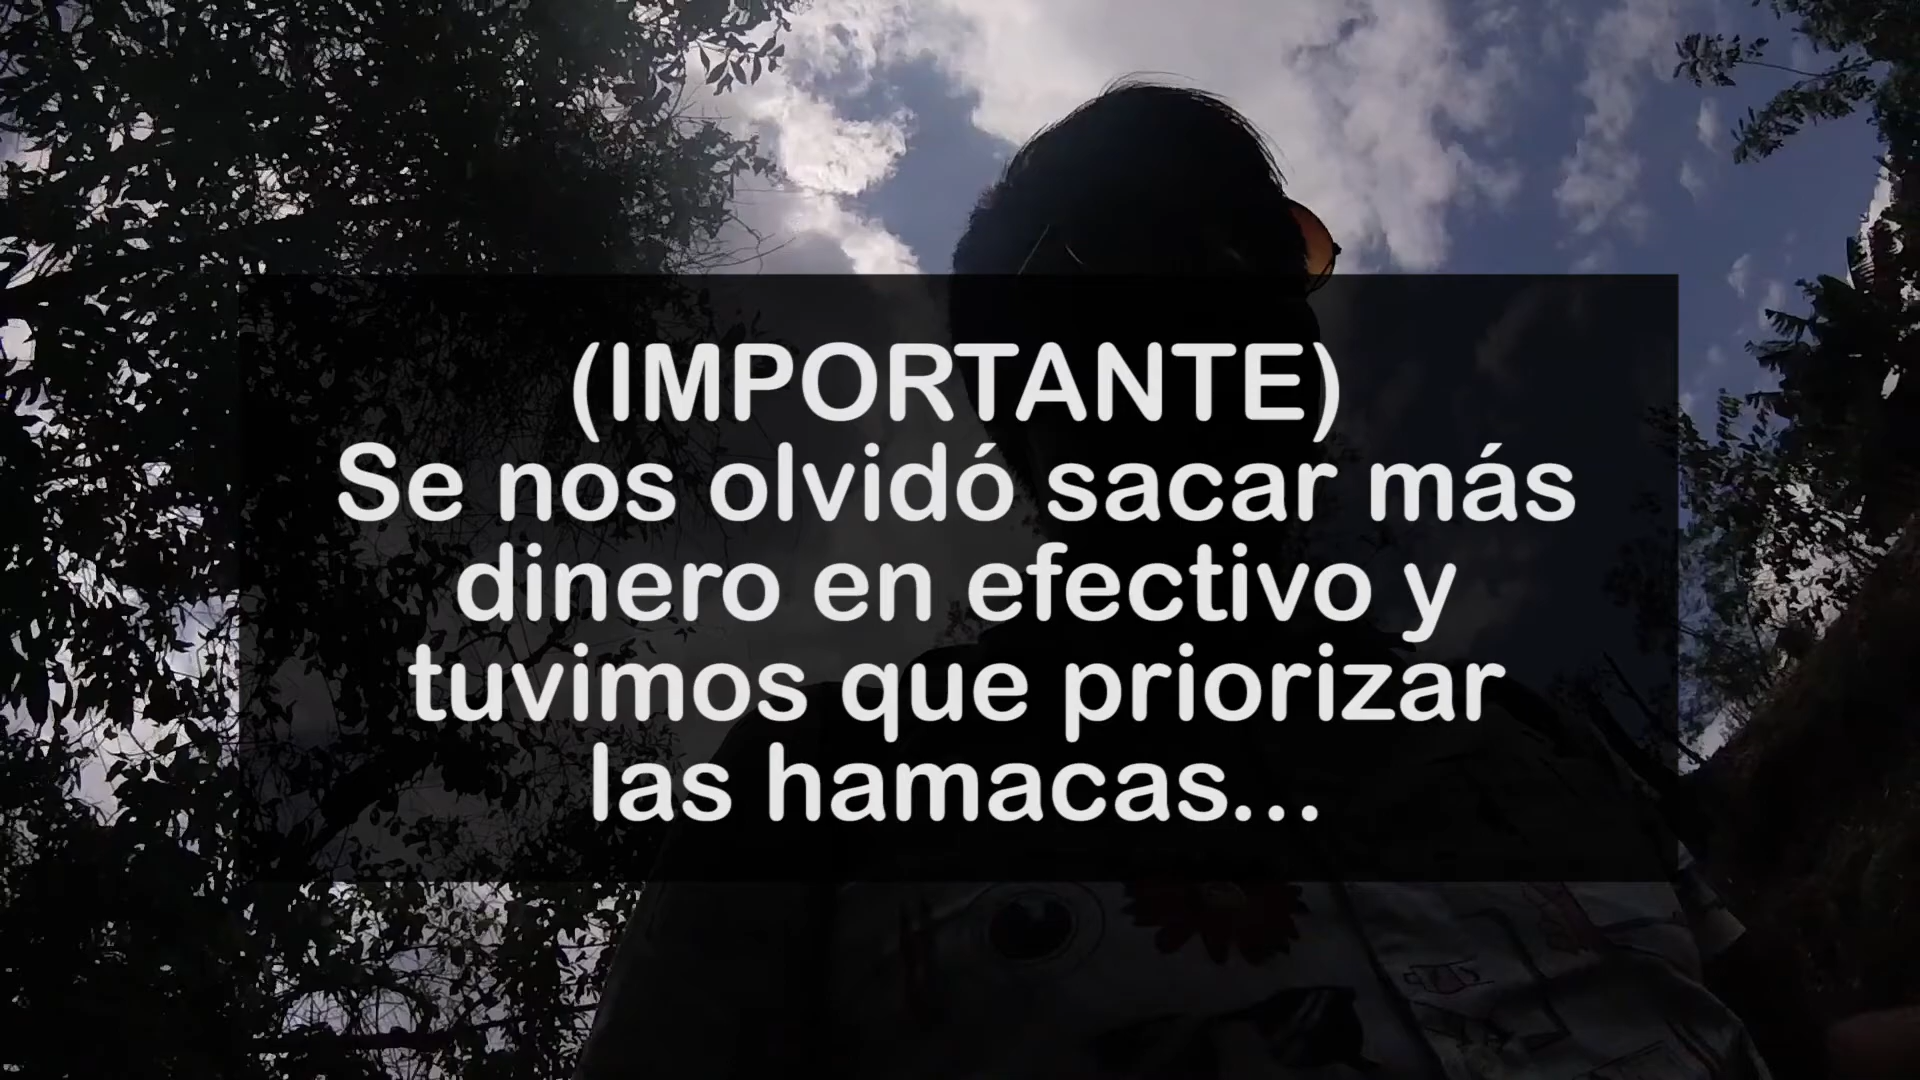 (IMPORTANTE)
Se nos olvidó sacar más
dinero en efectivo y
tuvimos que priorizar
las hamacas...